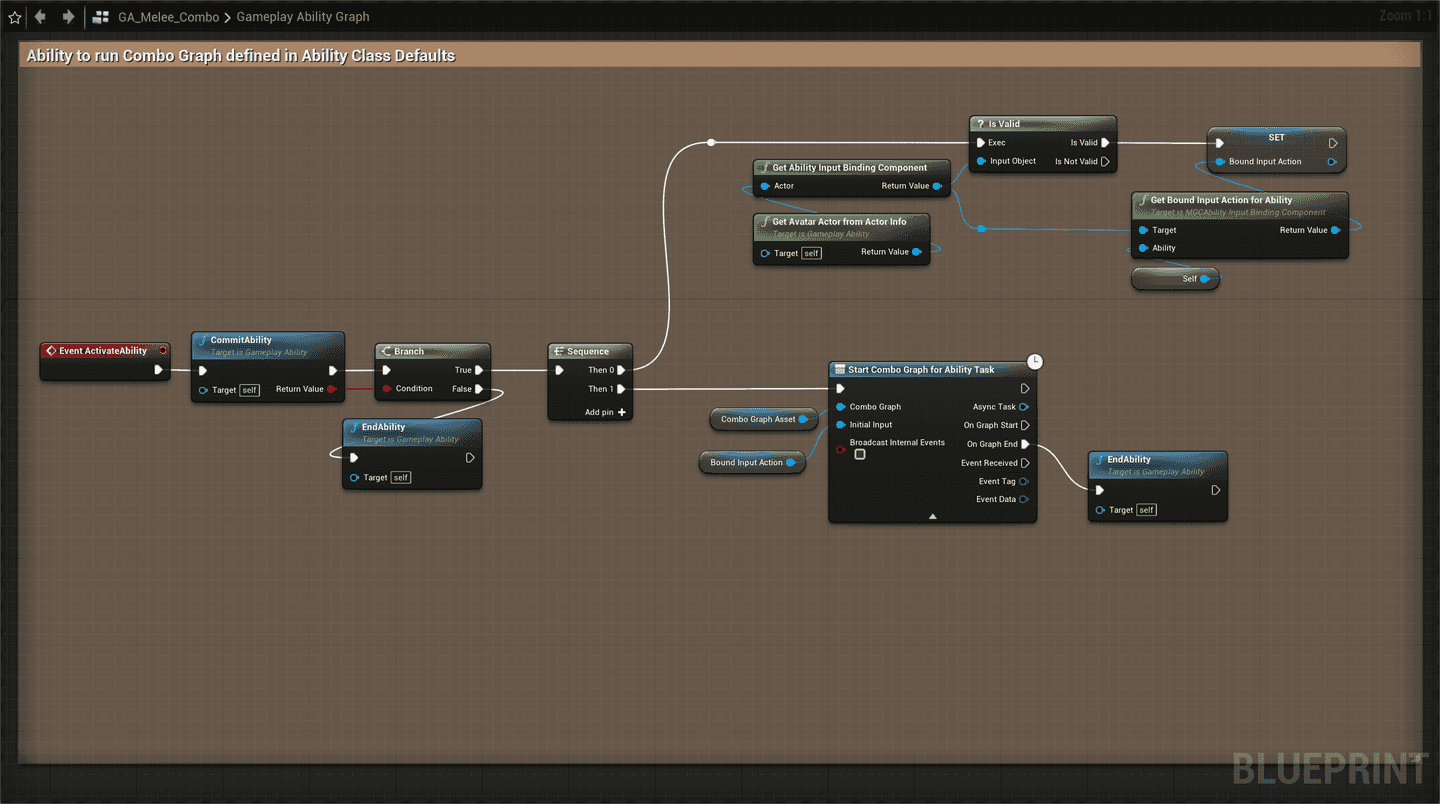 GA_Melee_Combo > Gameplay Ability Graph
Zoom 1:1
Ability to run Combo Graph defined in Ability Class Defaults
? Is Valid
Exec
Is Valid
Input Object
Is Not Valid
SET
Bound Input Action
Get Ability Input Binding Component
Actor
Return Value
Get Avatar Actor from Actor Info
Target is Gameplay Ability
Target
self
Return Value
Get Bound Input Action for Ability
Target is MGCAbility Input Binding Component
Target
Return Value
Ability
Self
Event ActivateAbility
CommitAbility
Target is Gameplay Ability
Target
self
Return Value
Branch
True
Condition
False
EndAbility
Target is Gameplay Ability
Target
self
Sequence
Then 0
Then 1
Add pin +
Combo Graph Asset
Bound Input Action
Start Combo Graph for Ability Task
Combo Graph
Async Task
Initial Input
On Graph Start
Broadcast Internal Events
On Graph End
Event Received
Event Tag
Event Data
EndAbility
Target is Gameplay Ability
Target
self
BLUEPRINT